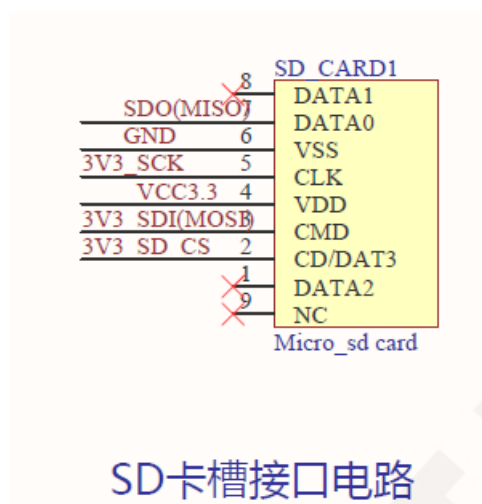 SD_CARD1
8 DATA1
SDO(MISO) 7 DATA0
GND 6 VSS
3V3_SCK 5 CLK
VCC3.3 4 VDD
3V3_SDI(MOSI) 3 CMD
3V3_SD_CS 2 CD/DAT3
1 DATA2
9 NC
Micro_sd card
SD卡槽接口电路